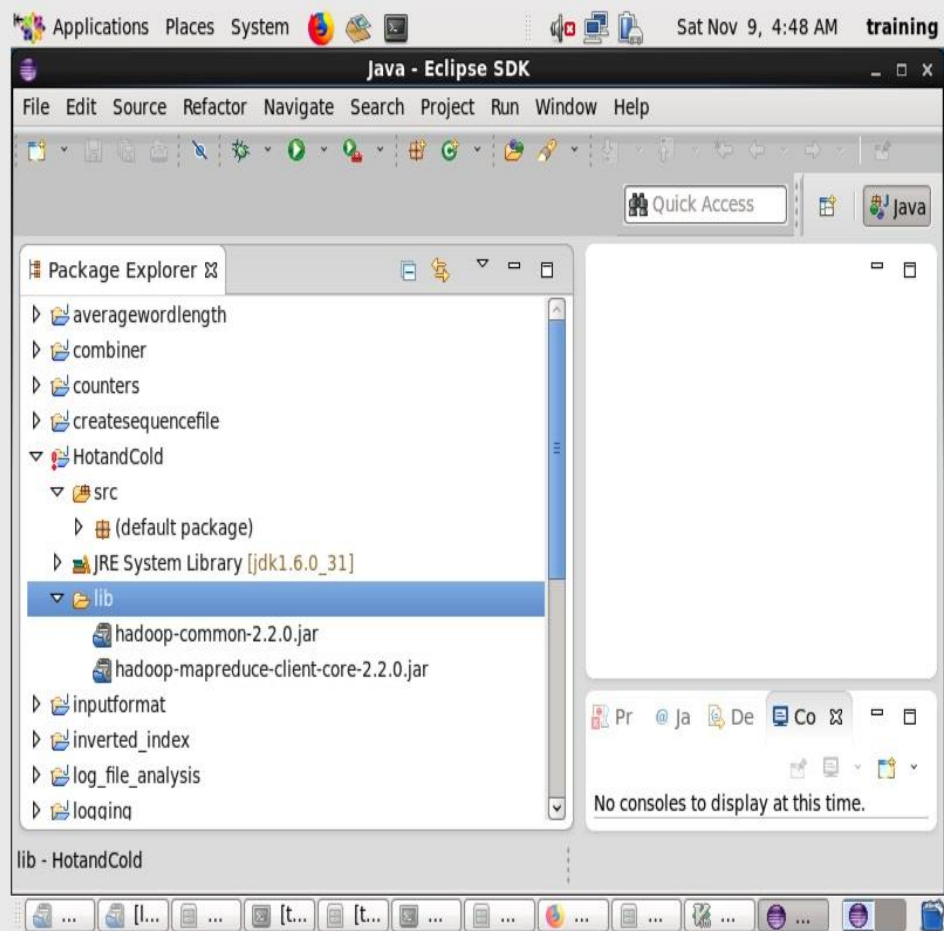 Applications Places System Sat Nov 9, 4:48 AM training
Java - Eclipse SDK
File Edit Source Refactor Navigate Search Project Run Window Help
Quick Access Java
Package Explorer
averagewordlength
combiner
counters
createsequencefile
HotandCold
src
(default package)
JRE System Library [jdk1.6.0_31]
lib
hadoop-common-2.2.0.jar
hadoop-mapreduce-client-core-2.2.0.jar
inputformat
inverted_index
log_file_analysis
logging
Pr @ Ja De Co
No consoles to display at this time.
lib - HotandCold
... [l... ... [t... [t... ... ... ... ... ... ...